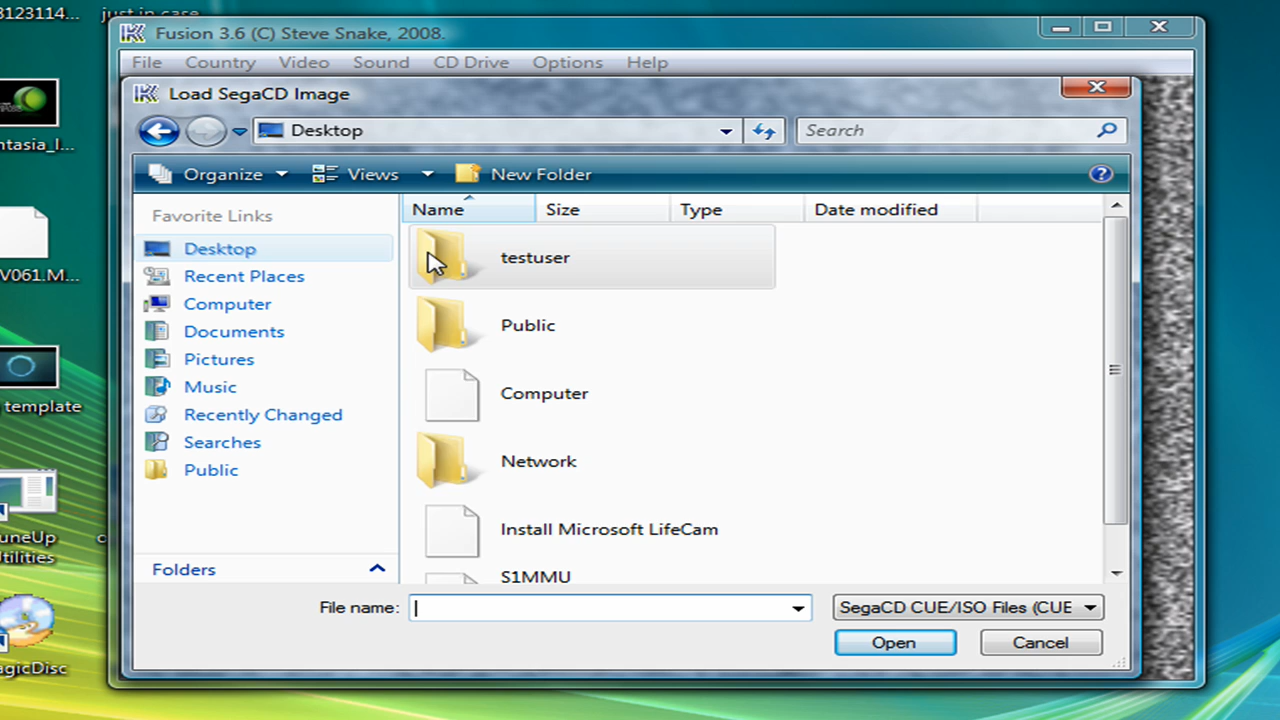 3123114...
just in case
Fusion 3.6 (C) Steve Snake, 2008.
File Country Video Sound CD Drive Options Help
Load SegaCD Image
Desktop
Search
Organize Views New Folder
Favorite Links
Desktop
Recent Places
Computer
Documents
Pictures
Music
Recently Changed
Searches
Public
Folders
Name Size Type Date modified
testuser
Public
Computer
Network
Install Microsoft LifeCam
S1MMU
File name:
SegaCD CUE/ISO Files (CUE
Open Cancel
ntasia_I...
V061.M...
template
uneUp
tilities
agicDisc